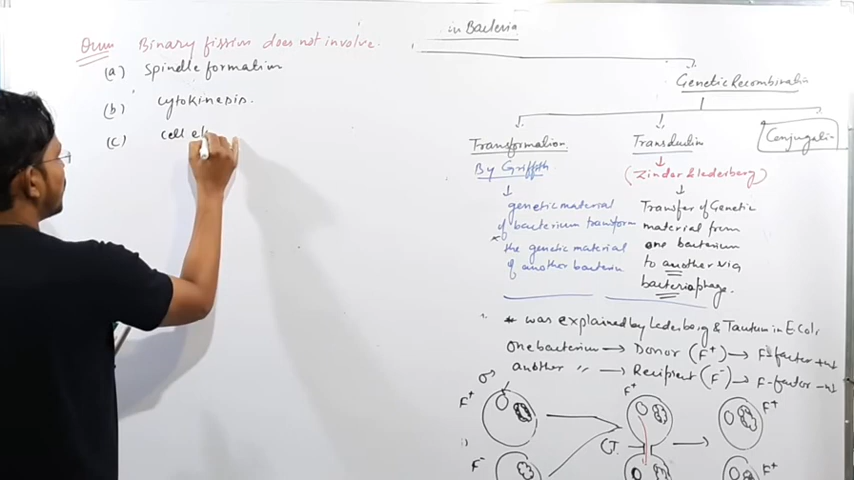 Ques Binary fission does not involve.
(a) Spindle formation
(b) Cytokinesis.
(c) Cell el
in Bacteria
Genetic Recombination
Transformation
By Griffith
↓
genetic material
of bacterium transform
* the genetic material
of another bacteria
Transduction
↓
(Zinder & lederberg)
↓
Transfer of Genetic
material from
one bacterium
to another via
bacteriaphage.
Conjugation
* was explained by Lederberg & Tautum in E.Coli
one bacterium → Donor (F+) → F-factor +nt
another " → Recipient (F-) → F-factor -nt
F+
F+
F+
CT.
F-
F+